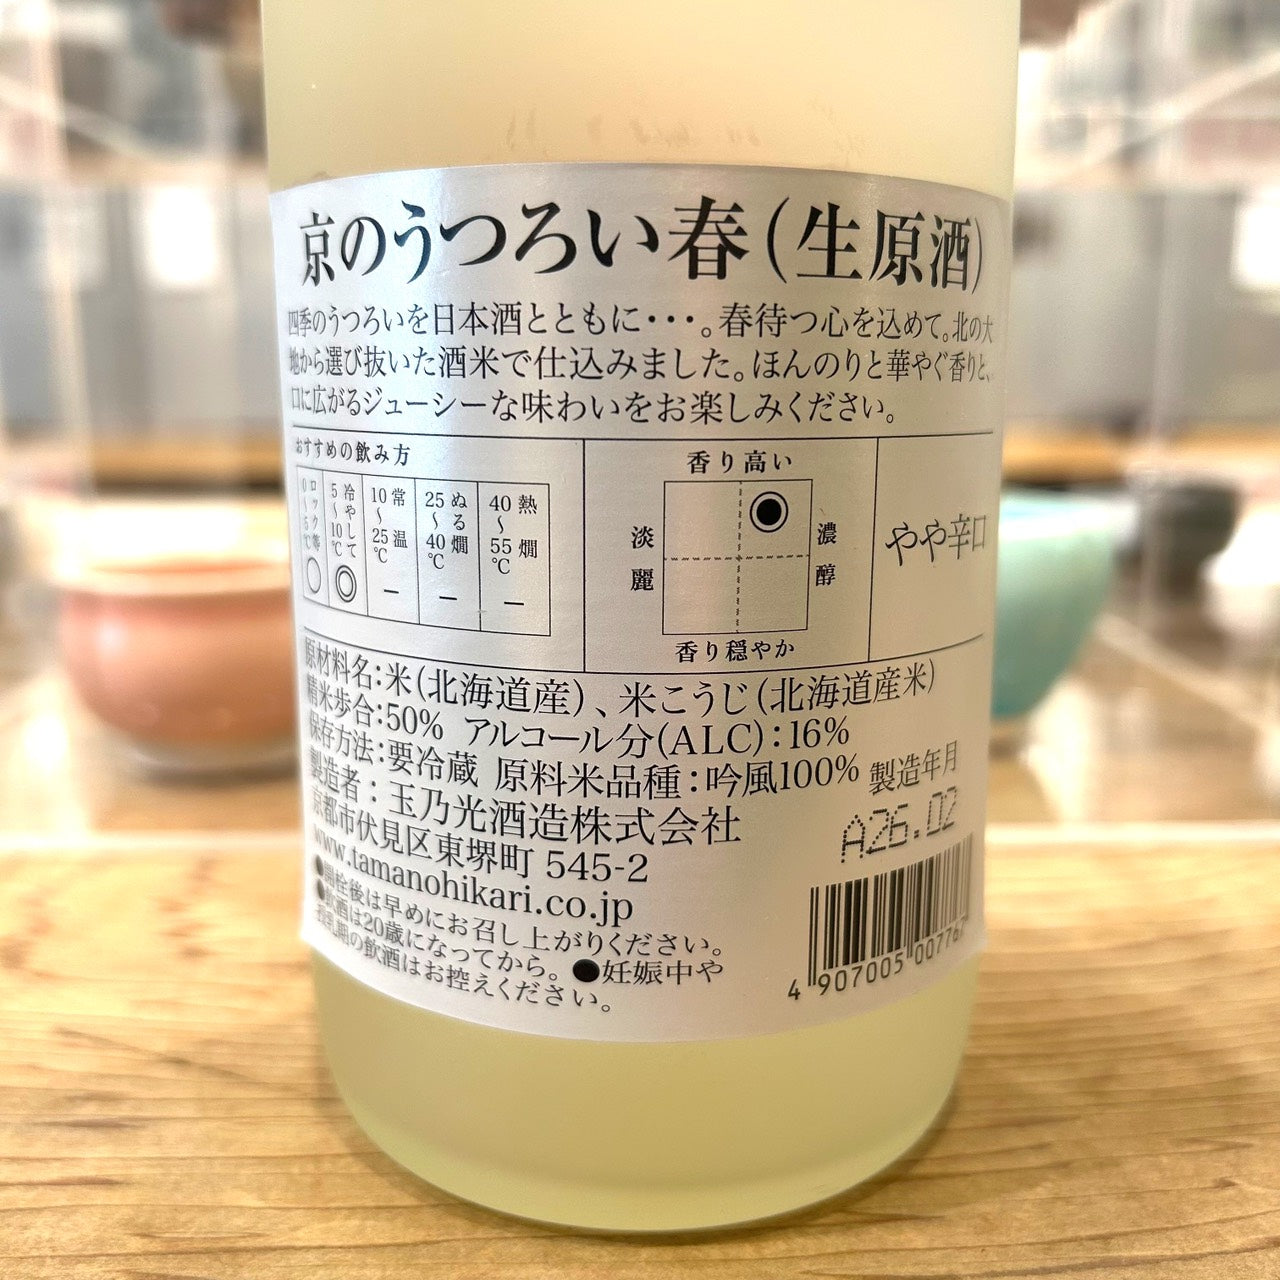 京のうつろい春(生原酒)
四季のうつろいを日本酒とともに・・・。春待つ心を込めて。北の大
地から選び抜いた酒米で仕込みました。ほんのりと華やぐ香りと、
口に広がるジューシーな味わいをお楽しみください。
おすすめの飲み方
ロック等
0〜5℃
○
冷やして
5〜10℃
◎
常温
10〜25℃
ー
ぬる燗
25〜40℃
ー
熱燗
40〜55℃
ー
香り高い
淡麗
濃醇
香り穏やか
やや辛口
原材料名:米(北海道産)、米こうじ(北海道産米)
精米歩合:50% アルコール分(ALC):16%
保存方法:要冷蔵 原料米品種:吟風100%
製造年月
A26.02
製造者:玉乃光酒造株式会社
京都市伏見区東堺町 545-2
www.tamanohikari.co.jp
●開栓後は早めにお召し上がりください。
●飲酒は20歳になってから。●妊娠中や
授乳期の飲酒はお控えください。
4 907005 007767